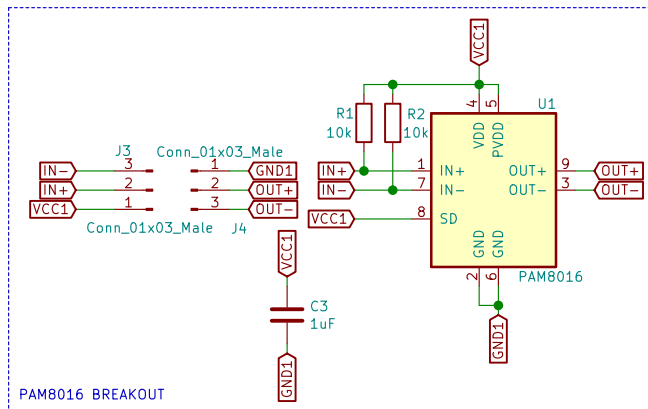 VCC1
U1
R1
R2
10k
10k
4
5
VDD
PVDD
J3
Conn_01x03_Male
IN-
3
1
GND1
IN+
2
2
OUT+
VCC1
1
3
OUT-
Conn_01x03_Male
J4
IN+
1
IN+
OUT+
9
OUT+
IN-
7
IN-
OUT-
3
OUT-
VCC1
8
SD
GND
GND
2
6
PAM8016
GND1
VCC1
C3
1uF
GND1
PAM8016 BREAKOUT